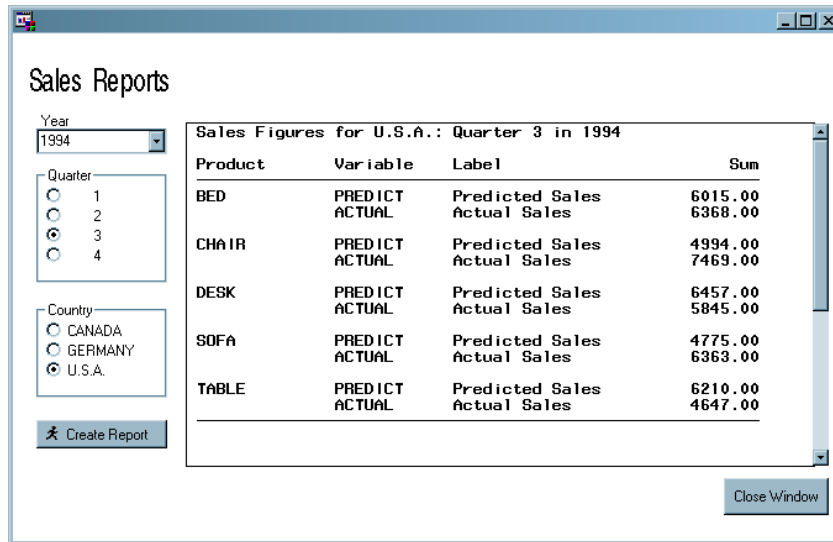 Sales Reports
Year
1994
Quarter
1
2
3
4
Country
CANADA
GERMANY
U.S.A.
Create Report
Sales Figures for U.S.A.: Quarter 3 in 1994
Product Variable Label Sum
BED PREDICT Predicted Sales 6015.00
ACTUAL Actual Sales 6368.00
CHAIR PREDICT Predicted Sales 4994.00
ACTUAL Actual Sales 7469.00
DESK PREDICT Predicted Sales 6457.00
ACTUAL Actual Sales 5845.00
SOFA PREDICT Predicted Sales 4775.00
ACTUAL Actual Sales 6363.00
TABLE PREDICT Predicted Sales 6210.00
ACTUAL Actual Sales 4647.00
Close Window